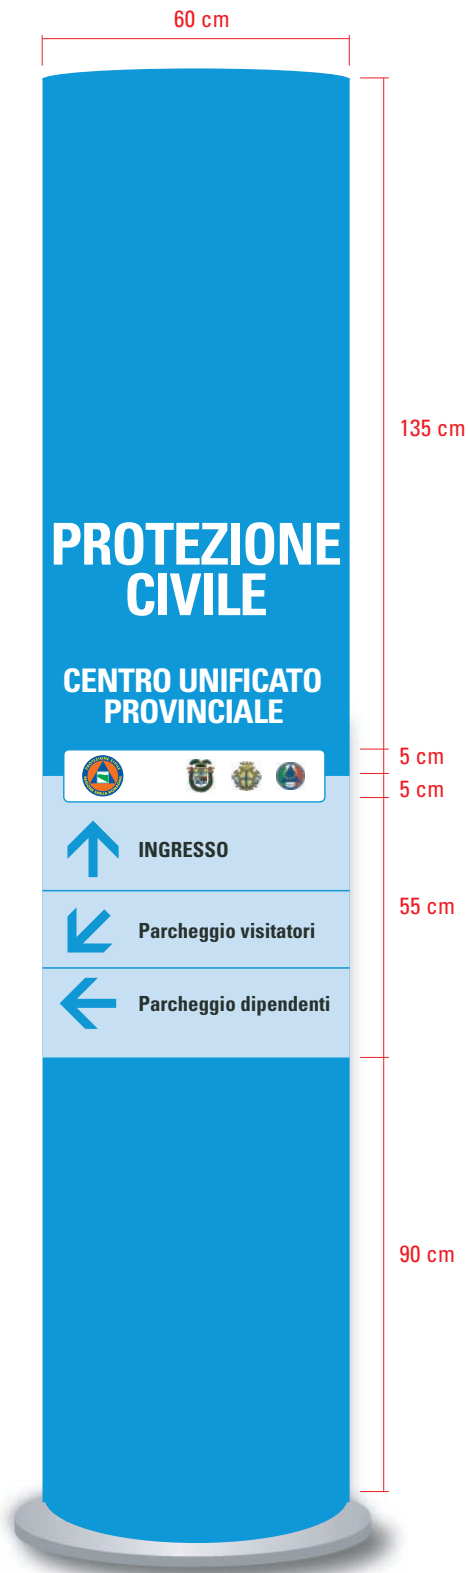 60 cm
135 cm
PROTEZIONE
CIVILE
CENTRO UNIFICATO
PROVINCIALE
5 cm
5 cm
INGRESSO
55 cm
Parcheggio visitatori
Parcheggio dipendenti
90 cm